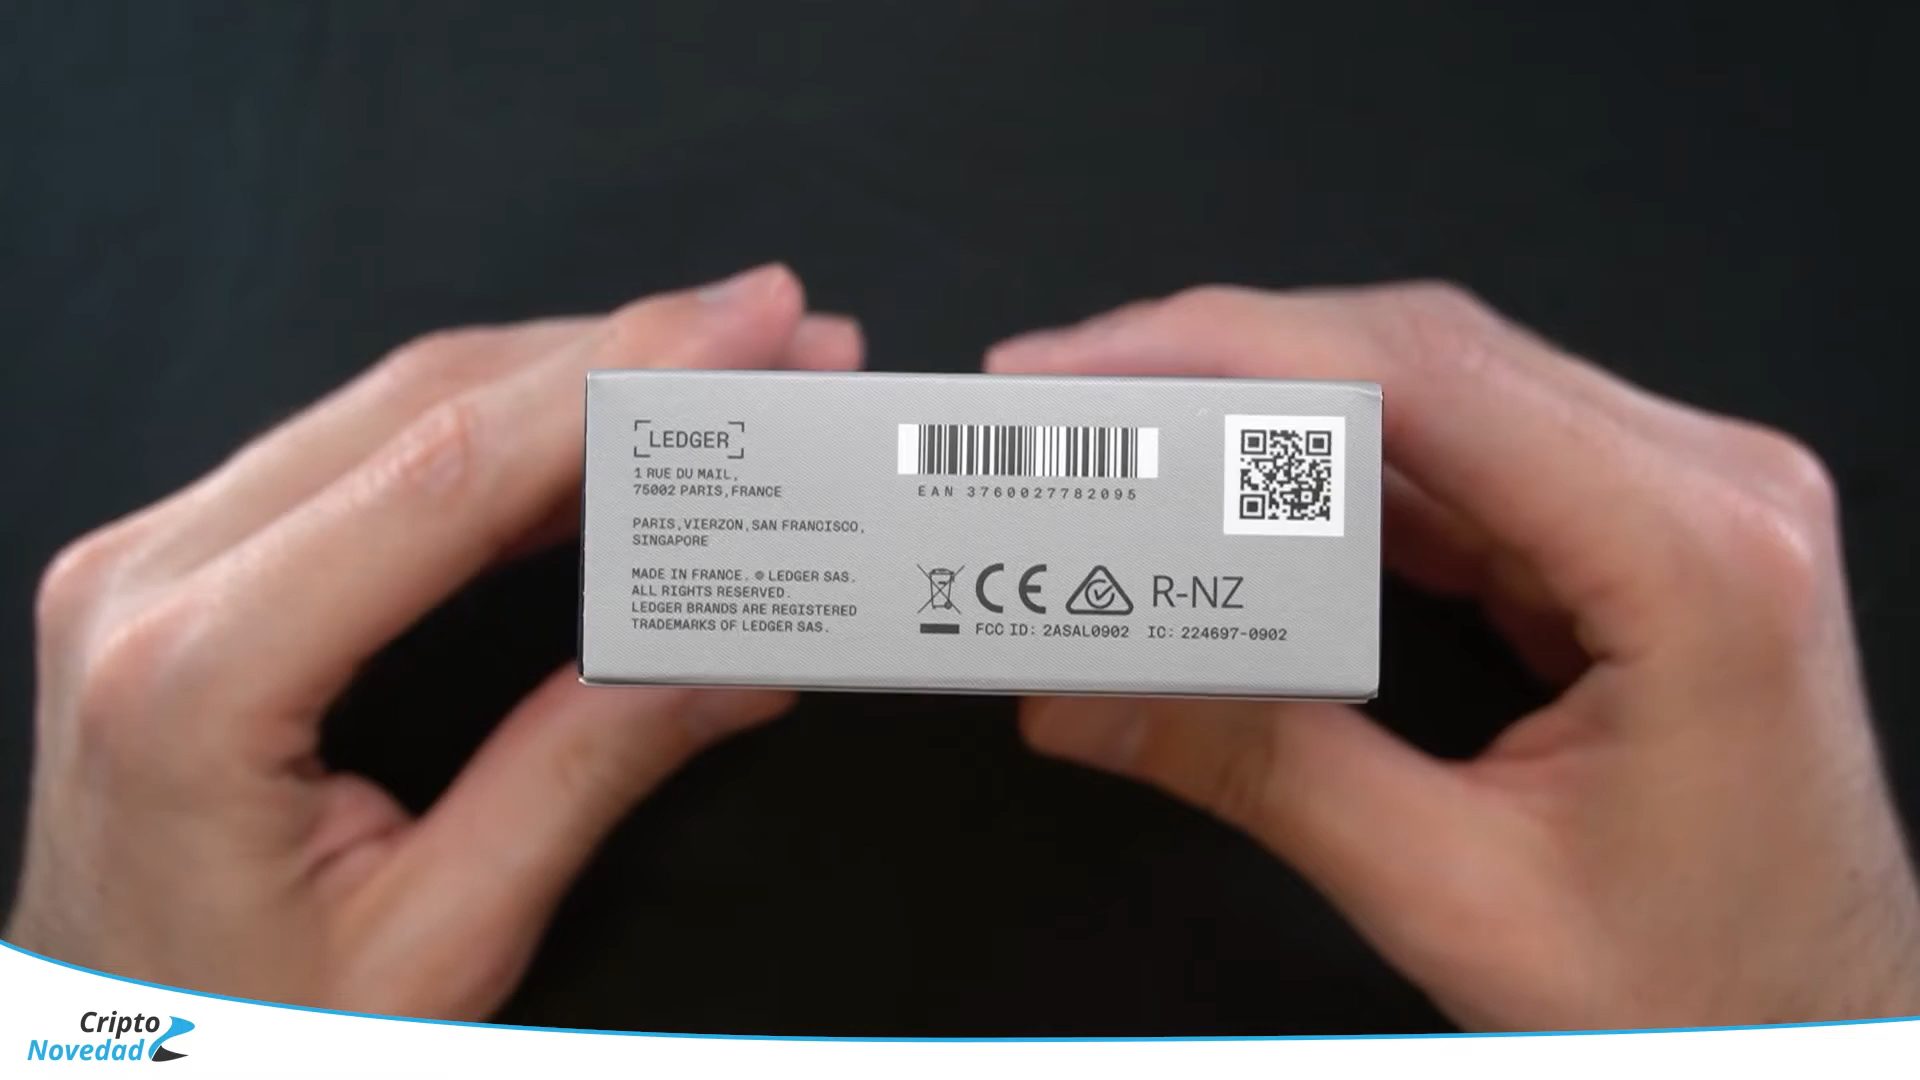 LEDGER
1 RUE DU MAIL,
75002 PARIS, FRANCE
PARIS, VIERZON, SAN FRANCISCO,
SINGAPORE
MADE IN FRANCE. © LEDGER SAS.
ALL RIGHTS RESERVED.
LEDGER BRANDS ARE REGISTERED
TRADEMARKS OF LEDGER SAS.
EAN 3760027782095
CE R-NZ
FCC ID: 2ASAL0902 IC: 224697-0902
Cripto
Novedad